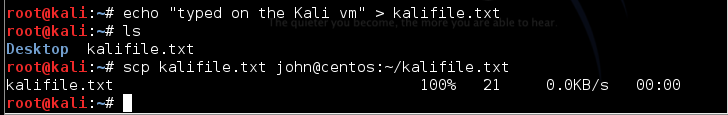 root@kali:~# echo "typed on the Kali vm" > kalifile.txt
The quieter you become, the more you are able to hear.
root@kali:~# ls
Desktop  kalifile.txt
root@kali:~# scp kalifile.txt john@centos:~/kalifile.txt
kalifile.txt                                  100%   21     0.0KB/s   00:00
root@kali:~#